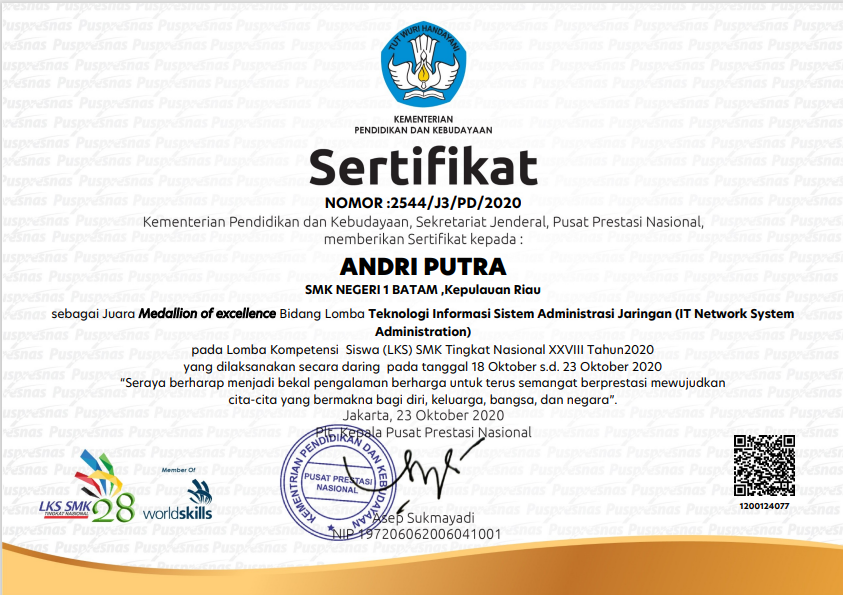 TUT WURI HANDAYANI
KEMENTERIAN
PENDIDIKAN DAN KEBUDAYAAN
Sertifikat
NOMOR :2544/J3/PD/2020
Kementerian Pendidikan dan Kebudayaan, Sekretariat Jenderal, Pusat Prestasi Nasional,
memberikan Sertifikat kepada :
ANDRI PUTRA
SMK NEGERI 1 BATAM ,Kepulauan Riau
sebagai Juara Medallion of excellence Bidang Lomba Teknologi Informasi Sistem Administrasi Jaringan (IT Network System
Administration)
pada Lomba Kompetensi Siswa (LKS) SMK Tingkat Nasional XXVIII Tahun2020
yang dilaksanakan secara daring pada tanggal 18 Oktober s.d. 23 Oktober 2020
“Seraya berharap menjadi bekal pengalaman berharga untuk terus semangat berprestasi mewujudkan
cita-cita yang bermakna bagi diri, keluarga, bangsa, dan negara”.
Jakarta, 23 Oktober 2020
Plt. Kepala Pusat Prestasi Nasional
KEMENTRIAN PENDIDIKAN DAN KEBUDAYAAN
PUSAT PRESTASI
NASIONAL
Asep Sukmayadi
NIP 197206062006041001
LKS SMK 28
TINGKAT NASIONAL
Member Of
worldskills
1200124077
Puspresnas